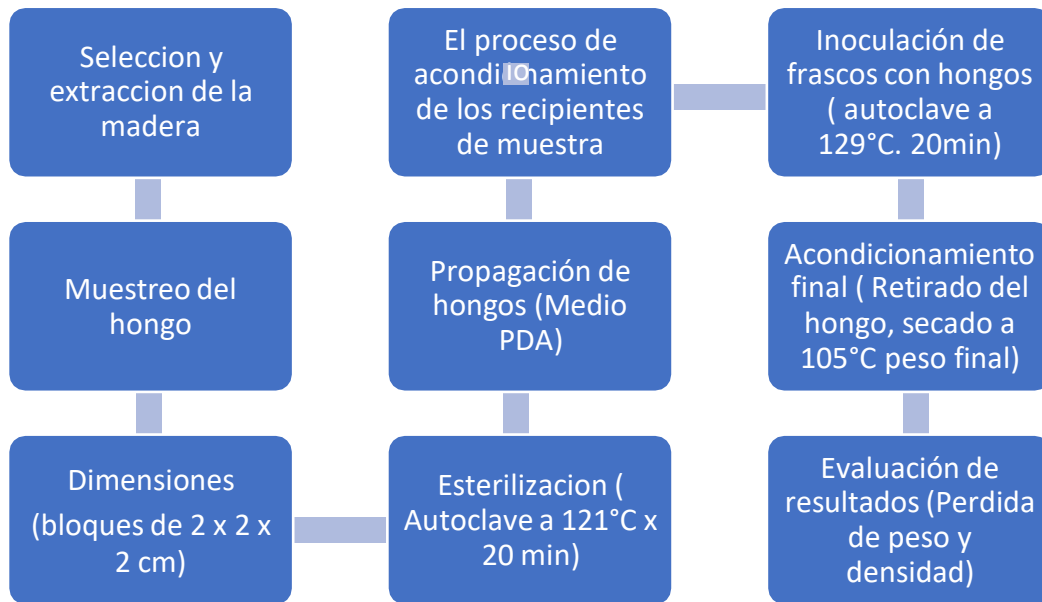 Seleccion y
extraccion de la
madera
Muestreo del
hongo
Dimensiones
(bloques de 2 x 2 x
2 cm)
Esterilizacion (
Autoclave a 121°C x
20 min)
Propagación de
hongos (Medio
PDA)
El proceso de
acondicionamiento
de los recipientes
de muestra
Inoculación de
frascos con hongos
( autoclave a
129°C. 20min)
Acondicionamiento
final ( Retirado del
hongo, secado a
105°C peso final)
Evaluación de
resultados (Perdida
de peso y
densidad)